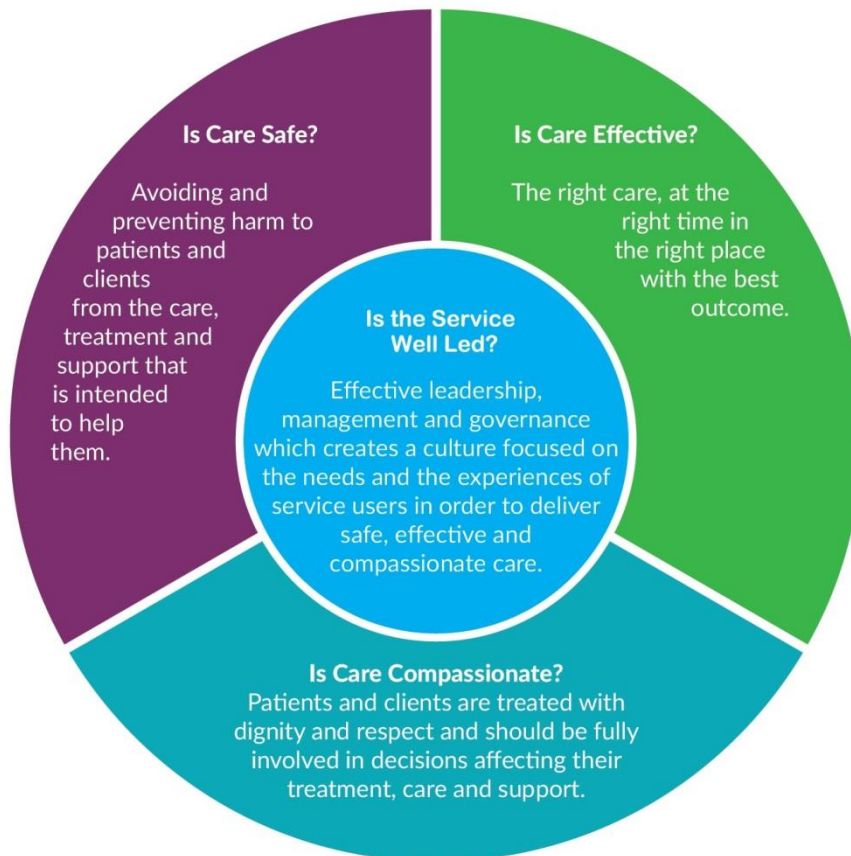 Is Care Safe?
Avoiding and
preventing harm to
patients and
clients
from the care,
treatment and
support that
is intended
to help
them.
Is Care Effective?
The right care, at the
right time in
the right place
with the best
outcome.
Is the Service
Well Led?
Effective leadership,
management and governance
which creates a culture focused on
the needs and the experiences of
service users in order to deliver
safe, effective and
compassionate care.
Is Care Compassionate?
Patients and clients are treated with
dignity and respect and should be fully
involved in decisions affecting their
treatment, care and support.